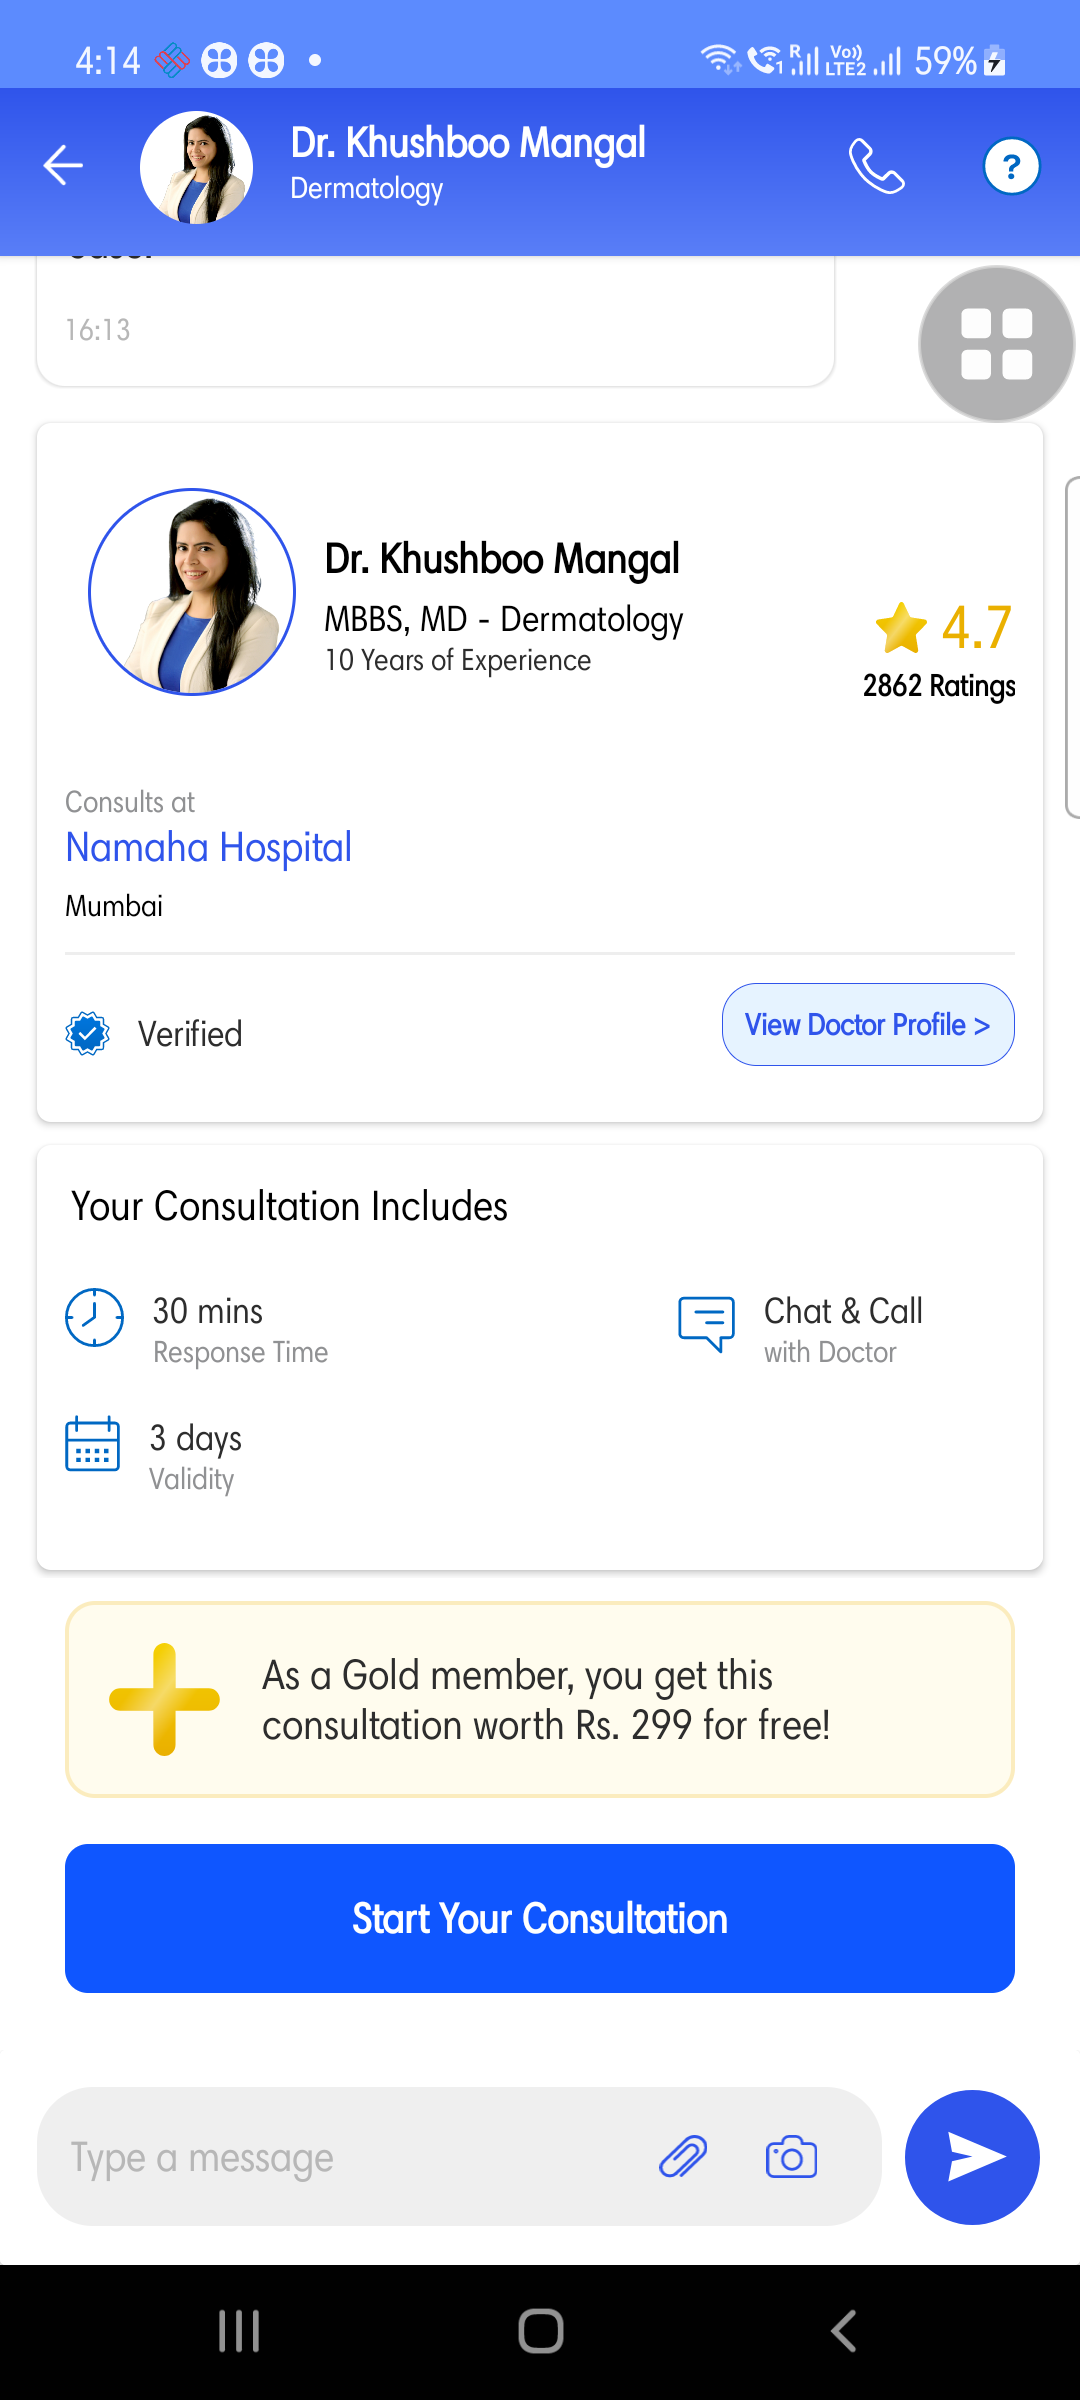 4:14
R
Vo))
LTE2
1
59%
Dr. Khushboo Mangal
Dermatology
?
16:13
Dr. Khushboo Mangal
MBBS, MD - Dermatology
10 Years of Experience
4.7
2862 Ratings
Consults at
Namaha Hospital
Mumbai
Verified
View Doctor Profile >
Your Consultation Includes
30 mins
Response Time
Chat & Call
with Doctor
3 days
Validity
As a Gold member, you get this
consultation worth Rs. 299 for free!
Start Your Consultation
Type a message